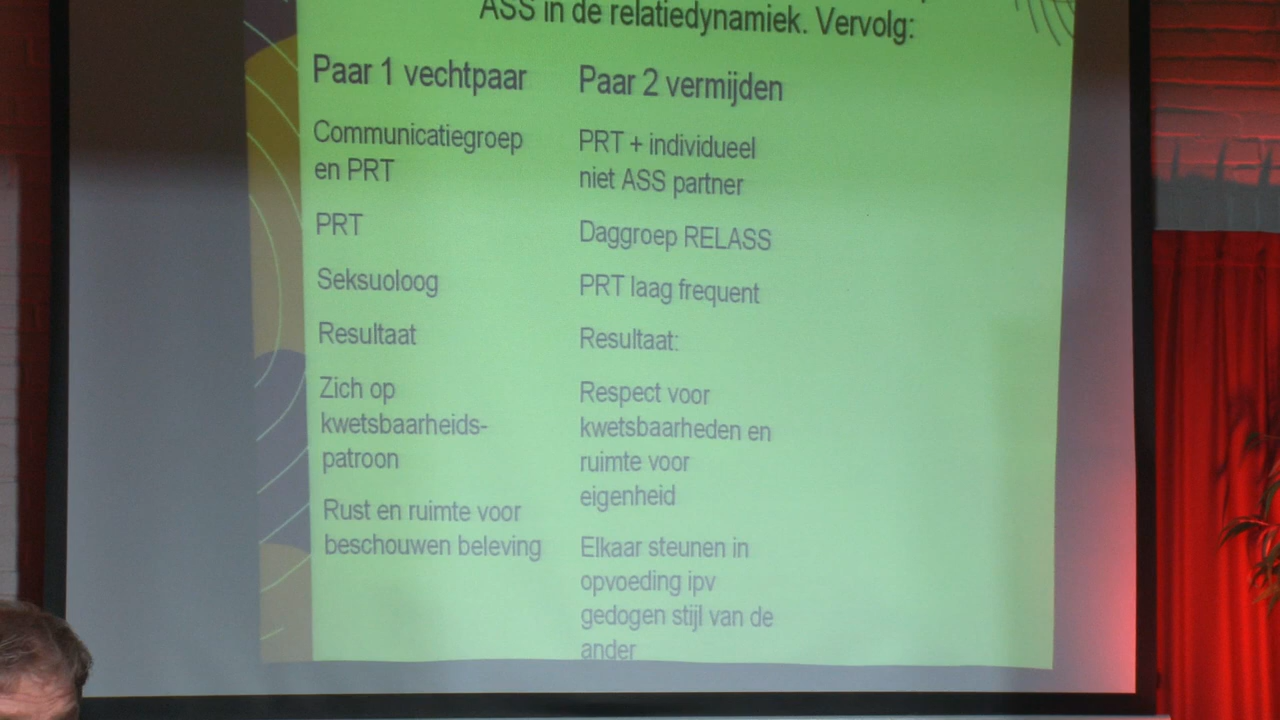 ASS in de relatiedynamiek. Vervolg:
Paar 1 vechtpaar
Communicatiegroep
en PRT
PRT
Seksuoloog
Resultaat
Zich op
kwetsbaarheids-
patroon
Rust en ruimte voor
beschouwen beleving
Paar 2 vermijden
PRT + individueel
niet ASS partner
Daggroep RELASS
PRT laag frequent
Resultaat:
Respect voor
kwetsbaarheden en
ruimte voor
eigenheid
Elkaar steunen in
opvoeding ipv
gedogen stijl van de
ander